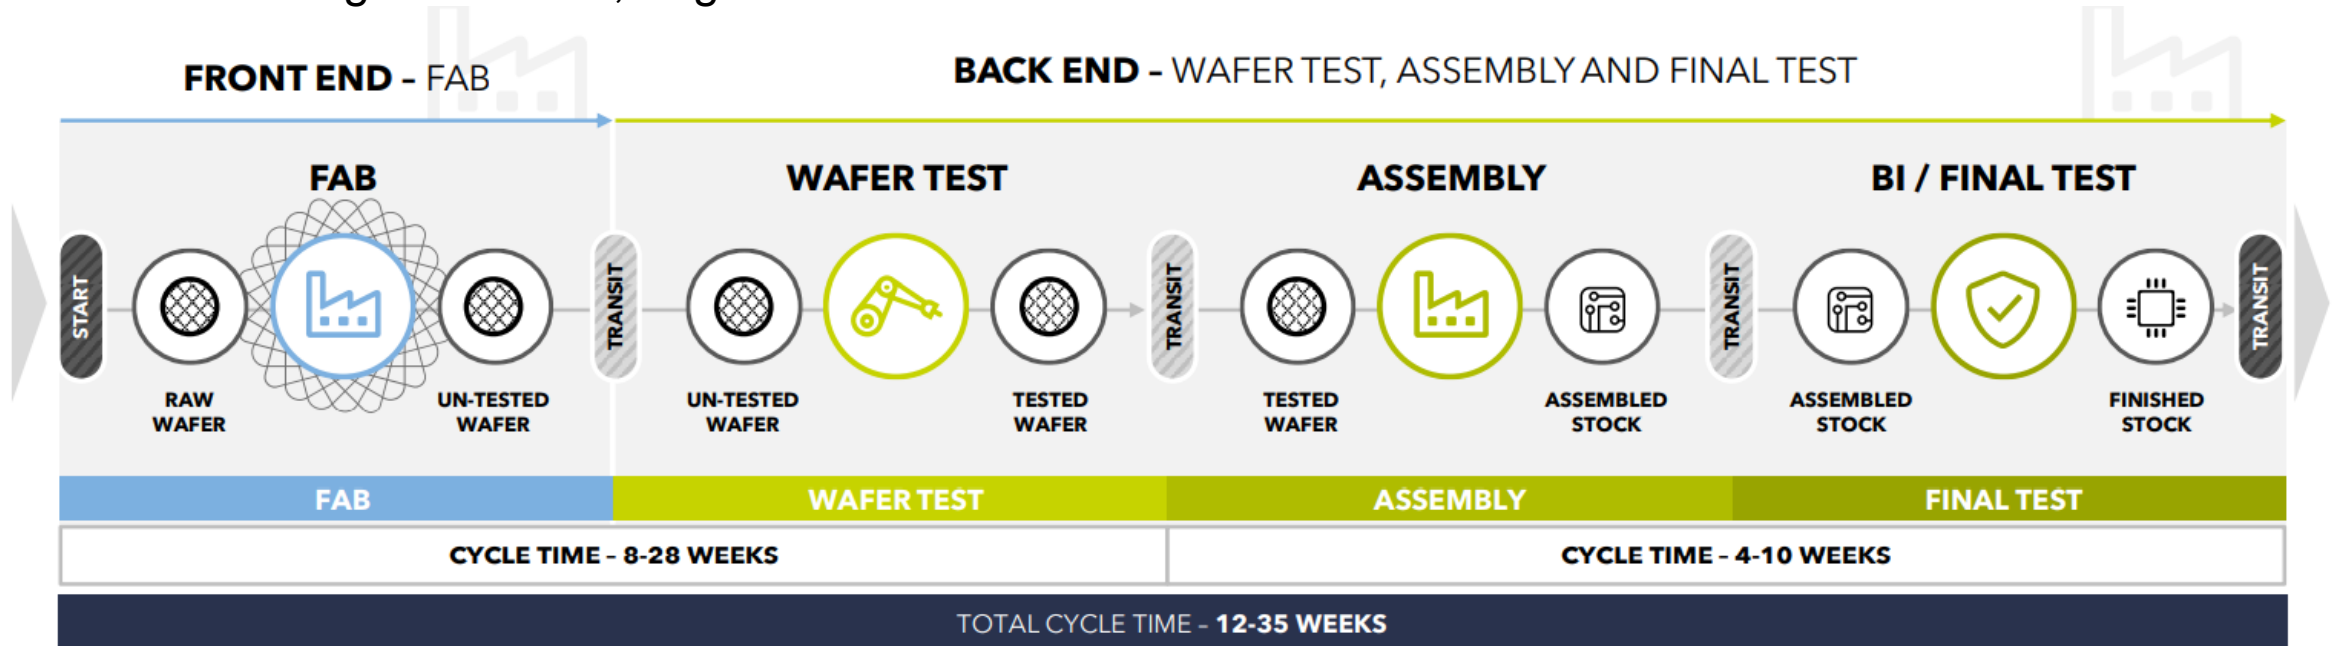 FRONT END – FAB
BACK END – WAFER TEST, ASSEMBLY AND FINAL TEST
FAB
WAFER TEST
ASSEMBLY
BI / FINAL TEST
START
TRANSIT
TRANSIT
TRANSIT
TRANSIT
RAW
WAFER
UN-TESTED
WAFER
UN-TESTED
WAFER
TESTED
WAFER
TESTED
WAFER
ASSEMBLED
STOCK
ASSEMBLED
STOCK
FINISHED
STOCK
FAB
WAFER TEST
ASSEMBLY
FINAL TEST
CYCLE TIME – 8-28 WEEKS
CYCLE TIME – 4-10 WEEKS
TOTAL CYCLE TIME – 12-35 WEEKS